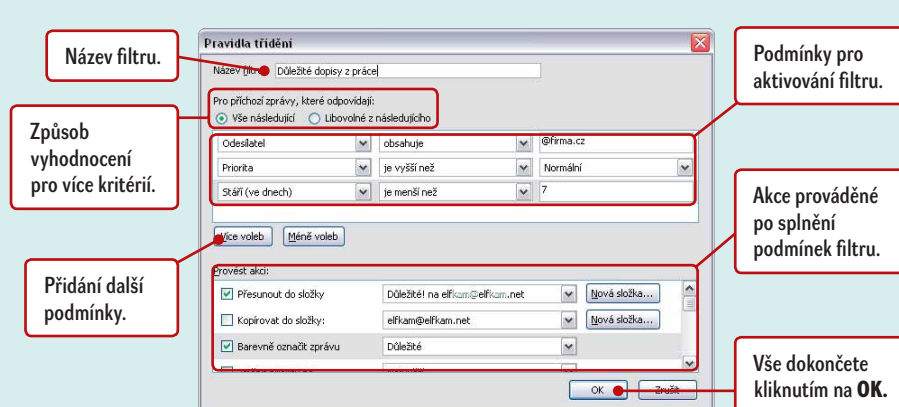 Název filtru.
Způsob
vyhodnocení
pro více kritérií.
Přidání další
podmínky.
Pravidla třídění
Název filtru Důležité dopisy z práce
Pro příchozí zprávy, které odpovídají:
Vše následující Libovolné z následujícího
Odesílatel obsahuje @firma.cz
Priorita je vyšší než Normální
Stáří (ve dnech) je menší než 7
Více voleb Méně voleb
Provést akci:
Přesunout do složky Důležité! na elfkam@elfkam.net Nová složka...
Kopírovat do složky: elfkam@elfkam.net Nová složka...
Barevně označit zprávu Důležité
OK Zrušit
Podmínky pro
aktivování filtru.
Akce prováděné
po splnění
podmínek filtru.
Vše dokončete
kliknutím na OK.